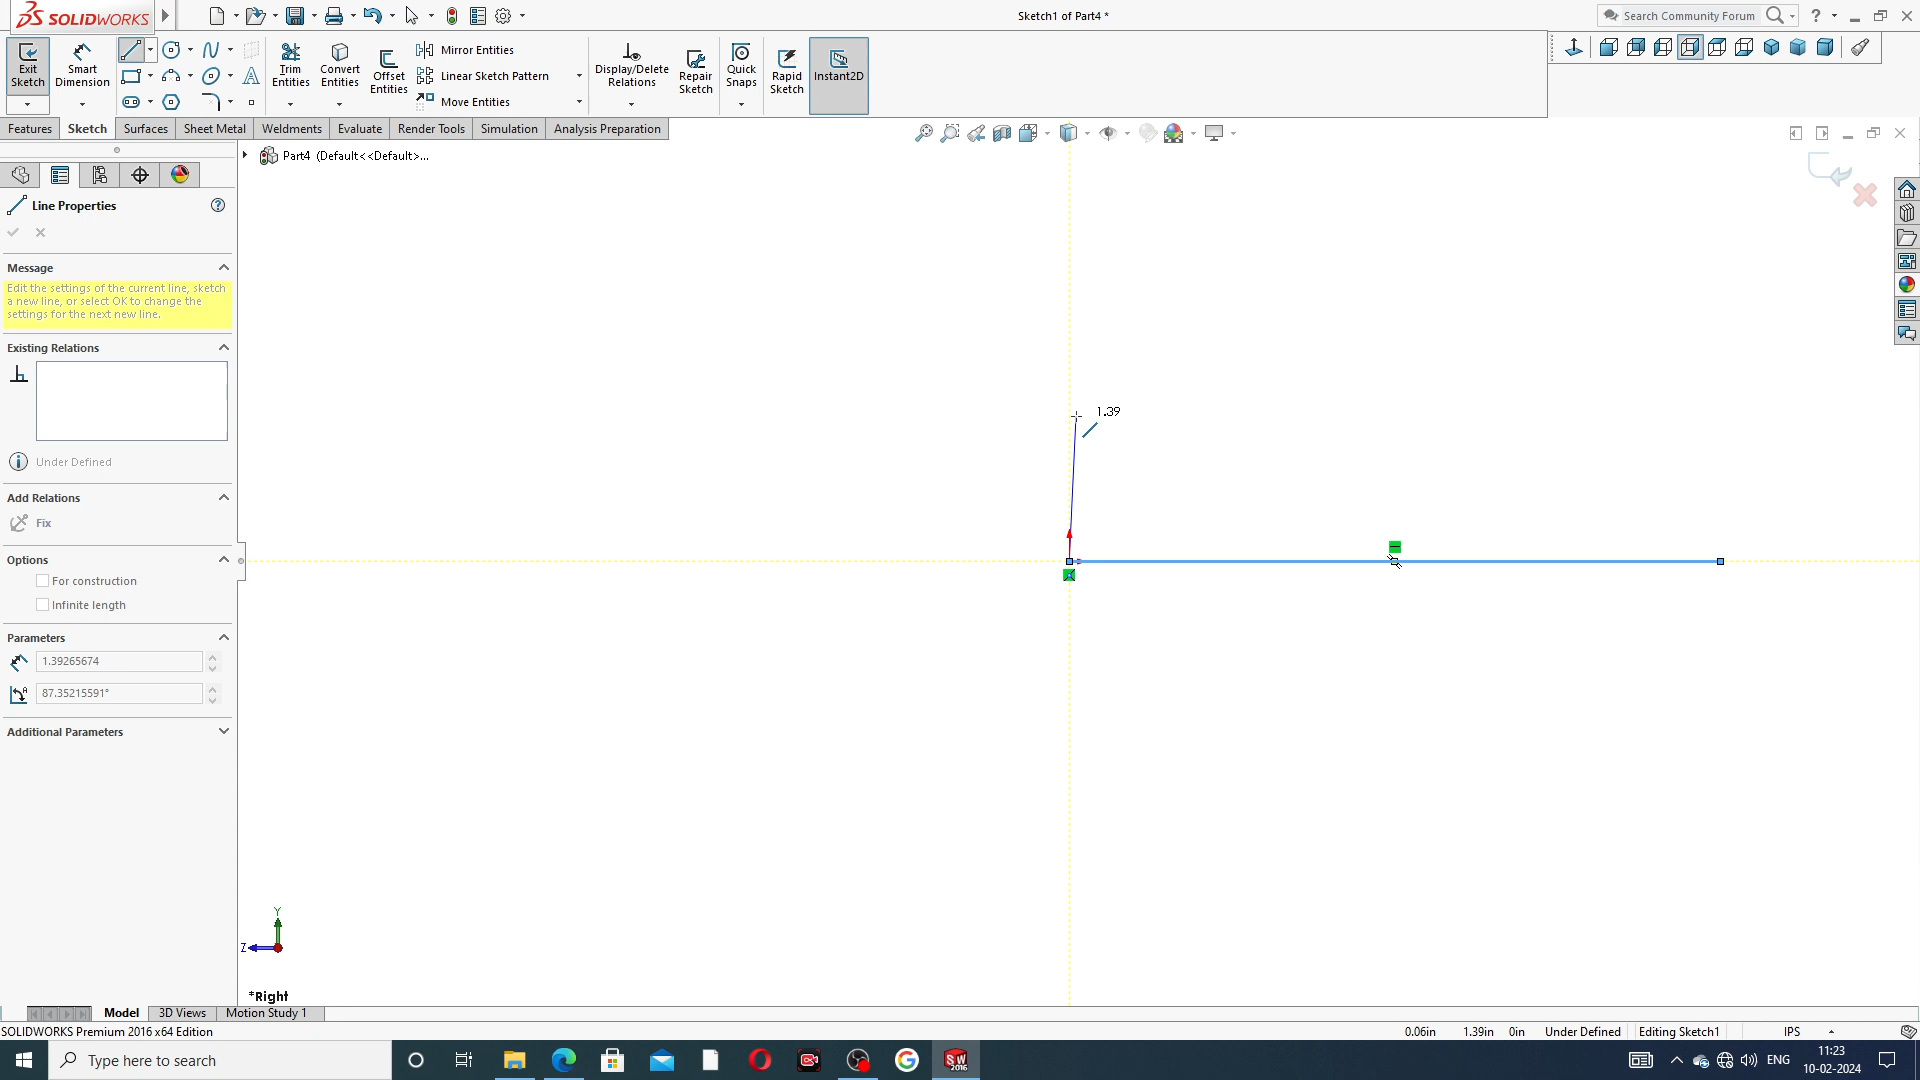 SOLIDWORKS
Sketch1 of Part4 *
Search Community Forum
?
Exit Sketch
Smart Dimension
Trim Entities
Convert Entities
Offset Entities
Mirror Entities
Linear Sketch Pattern
Move Entities
Display/Delete Relations
Repair Sketch
Quick Snaps
Rapid Sketch
Instant2D
Features
Sketch
Surfaces
Sheet Metal
Weldments
Evaluate
Render Tools
Simulation
Analysis Preparation
Part4 (Default<<Default>...
Line Properties
Message
Edit the settings of the current line, sketch
a new line, or select OK to change the
settings for the next new line.
Existing Relations
Under Defined
Add Relations
Fix
Options
For construction
Infinite length
Parameters
1.39265674
87.35215591°
Additional Parameters
1.39
Y
Z
*Right
Model
3D Views
Motion Study 1
SOLIDWORKS Premium 2016 x64 Edition
0.06in
1.39in
0in
Under Defined
Editing Sketch1
IPS
Type here to search
SW
2016
ENG
11:23
10-02-2024